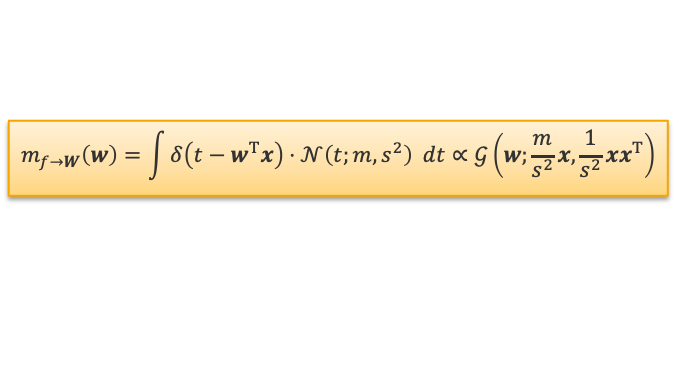 m_{f→W}(w) = ∫ δ(t − wᵀx) · 𝒩(t; m, s²) dt ∝ 𝒢(w; m/s² x, 1/s² xxᵀ)